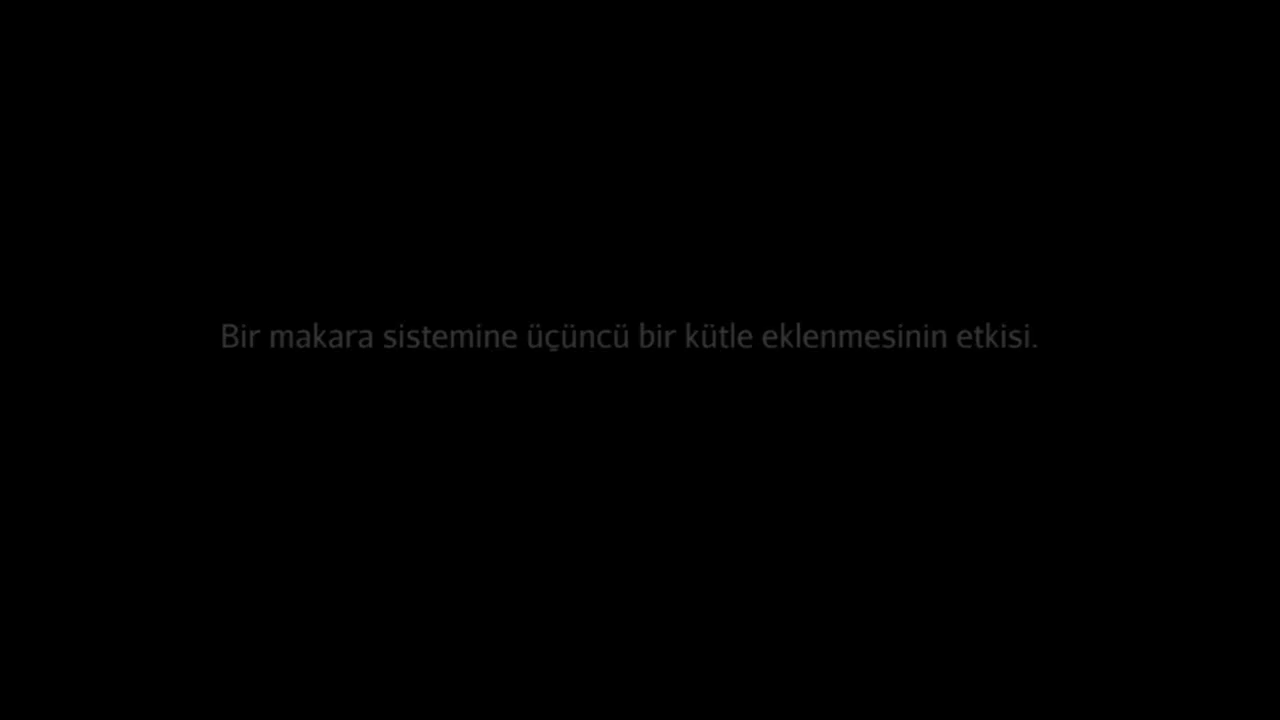 Bir makara sistemine üçüncü bir kütle eklenmesinin etkisi.